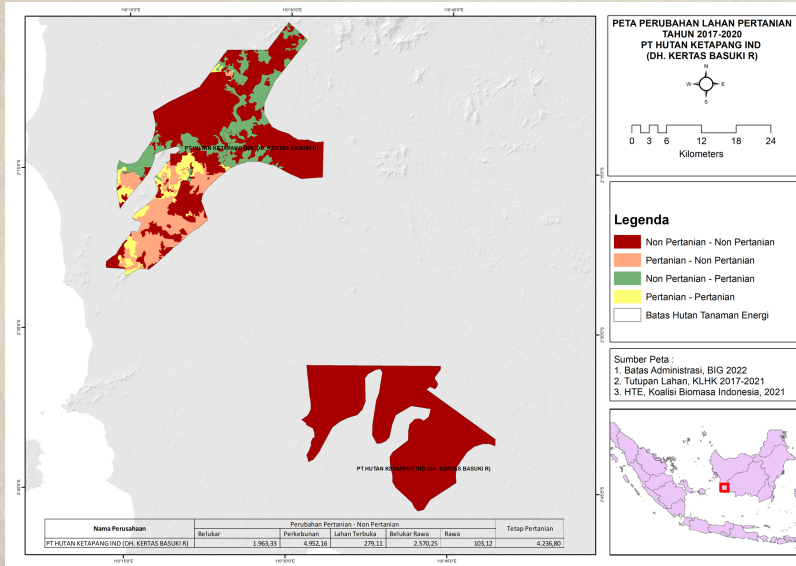 PETA PERUBAHAN LAHAN PERTANIAN
TAHUN 2017-2020
PT HUTAN KETAPANG IND
(DH. KERTAS BASUKI R)
N
W E
S
0 3 6 12 18 24
Kilometers
Legenda
Non Pertanian - Non Pertanian
Pertanian - Non Pertanian
Non Pertanian - Pertanian
Pertanian - Pertanian
Batas Hutan Tanaman Energi
Sumber Peta :
1. Batas Administrasi, BIG 2022
2. Tutupan Lahan, KLHK 2017-2021
3. HTE, Koalisi Biomasa Indonesia, 2021
PT HUTAN KETAPANG IND (DH. KERTAS BASUKI R)
PT HUTAN KETAPANG IND (DH. KERTAS BASUKI R)
Nama Perusahaan Perubahan Pertanian - Non Pertanian Tetap Pertanian
Belukar Perkebunan Lahan Terbuka Belukar Rawa Rawa
PT HUTAN KETAPANG IND (DH. KERTAS BASUKI R) 1.963,33 4.952,16 279,11 2.570,25 103,12 4.236,80